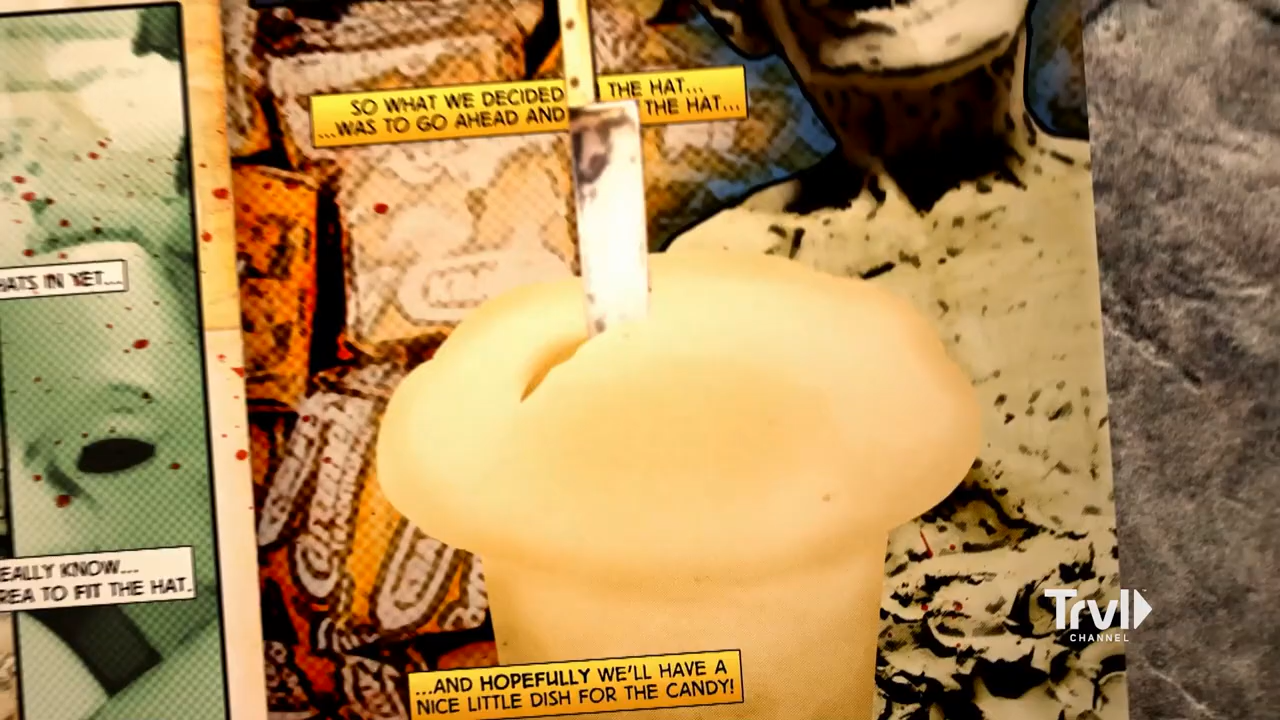 HATS IN YET...
EALLY KNOW...
REA TO FIT THE HAT.
SO WHAT WE DECIDED THE HAT...
...WAS TO GO AHEAD AND THE HAT...
...AND HOPEFULLY WE'LL HAVE A
NICE LITTLE DISH FOR THE CANDY!
Trvl
CHANNEL